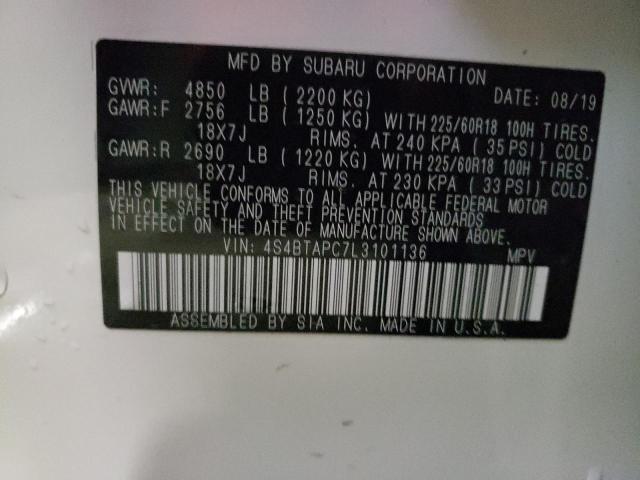 MFD BY SUBARU CORPORATION
GVWR: 4850 LB ( 2200 KG) DATE: 08/19
GAWR:F 2756 LB ( 1250 KG) WITH 225/60R18 100H TIRES.
18X7J RIMS. AT 240 KPA ( 35 PSI) COLD
GAWR:R 2690 LB ( 1220 KG) WITH 225/60R18 100H TIRES.
18X7J RIMS. AT 230 KPA ( 33 PSI) COLD
THIS VEHICLE CONFORMS TO ALL APPLICABLE FEDERAL MOTOR
VEHICLE SAFETY AND THEFT PREVENTION STANDARDS
IN EFFECT ON THE DATE OF MANUFACTURE SHOWN ABOVE.
VIN: 4S4BTAPC7L3101136 MPV
ASSEMBLED BY SIA INC. MADE IN U.S.A.